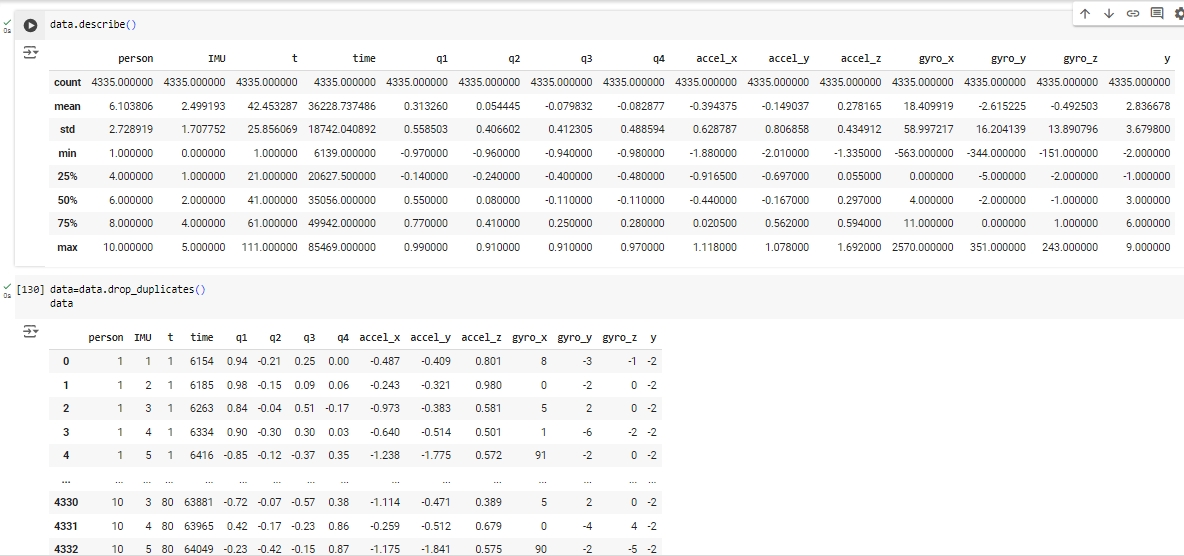 data.describe()
0s
person IMU t time q1 q2 q3 q4 accel_x accel_y accel_z gyro_x gyro_y gyro_z y
count 4335.000000 4335.000000 4335.000000 4335.000000 4335.000000 4335.000000 4335.000000 4335.000000 4335.000000 4335.000000 4335.000000 4335.000000 4335.000000 4335.000000 4335.000000
mean 6.103806 2.499193 42.453287 36228.737486 0.313260 0.054445 -0.079832 -0.082877 -0.394375 -0.149037 0.278165 18.409919 -2.615225 -0.492503 2.836678
std 2.728919 1.707752 25.856069 18742.040892 0.558503 0.406602 0.412305 0.488594 0.628787 0.806858 0.434912 58.997217 16.204139 13.890796 3.679800
min 1.000000 0.000000 1.000000 6139.000000 -0.970000 -0.960000 -0.940000 -0.980000 -1.880000 -2.010000 -1.335000 -563.000000 -344.000000 -151.000000 -2.000000
25% 4.000000 1.000000 21.000000 20627.500000 -0.140000 -0.240000 -0.400000 -0.480000 -0.916500 -0.697000 0.055000 0.000000 -5.000000 -2.000000 -1.000000
50% 6.000000 2.000000 41.000000 35056.000000 0.550000 0.080000 -0.110000 -0.110000 -0.440000 -0.167000 0.297000 4.000000 -2.000000 -1.000000 3.000000
75% 8.000000 4.000000 61.000000 49942.000000 0.770000 0.410000 0.250000 0.280000 0.020500 0.562000 0.594000 11.000000 0.000000 1.000000 6.000000
max 10.000000 5.000000 111.000000 85469.000000 0.990000 0.910000 0.910000 0.970000 1.118000 1.078000 1.692000 2570.000000 351.000000 243.000000 9.000000
[130] data=data.drop_duplicates()
0s
data
person IMU t time q1 q2 q3 q4 accel_x accel_y accel_z gyro_x gyro_y gyro_z y
0 1 1 1 6154 0.94 -0.21 0.25 0.00 -0.487 -0.409 0.801 8 -3 -1 -2
1 1 2 1 6185 0.98 -0.15 0.09 0.06 -0.243 -0.321 0.980 0 -2 0 -2
2 1 3 1 6263 0.84 -0.04 0.51 -0.17 -0.973 -0.383 0.581 5 2 0 -2
3 1 4 1 6334 0.90 -0.30 0.30 0.03 -0.640 -0.514 0.501 1 -6 -2 -2
4 1 5 1 6416 -0.85 -0.12 -0.37 0.35 -1.238 -1.775 0.572 91 -2 0 -2
... ... ... ... ... ... ... ... ... ... ... ... ... ... ... ...
4330 10 3 80 63881 -0.72 -0.07 -0.57 0.38 -1.114 -0.471 0.389 5 2 0 -2
4331 10 4 80 63965 0.42 -0.17 -0.23 0.86 -0.259 -0.512 0.679 0 -4 4 -2
4332 10 5 80 64049 -0.23 -0.42 -0.15 0.87 -1.175 -1.841 0.575 90 -2 -5 -2